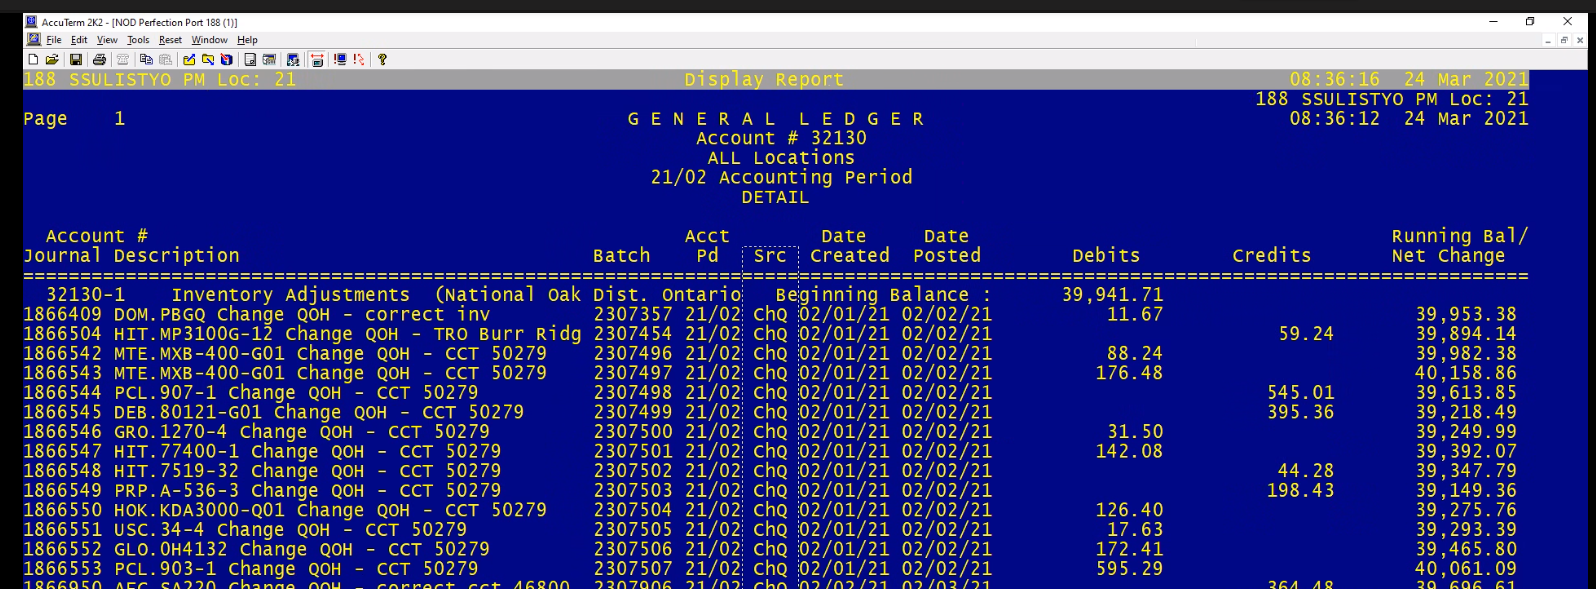 AccuTerm 2K2 - [NOD Perfection Port 188 (1)]
File Edit View Tools Reset Window Help
188 SSULISTYO PM Loc: 21 Display Report 08:36:16 24 Mar 2021
188 SSULISTYO PM Loc: 21
Page 1 G E N E R A L L E D G E R 08:36:12 24 Mar 2021
Account # 32130
ALL Locations
21/02 Accounting Period
DETAIL
Account # Acct Date Date Running Bal/
Journal Description Batch Pd Src Created Posted Debits Credits Net Change
32130-1 Inventory Adjustments (National Oak Dist. Ontario Beginning Balance : 39,941.71
1866409 DOM.PBGQ Change QOH - correct inv 2307357 21/02 ChQ 02/01/21 02/02/21 11.67 39,953.38
1866504 HIT.MP3100G-12 Change QOH - TRO Burr Ridg 2307454 21/02 ChQ 02/01/21 02/02/21 59.24 39,894.14
1866542 MTE.MXB-400-G01 Change QOH - CCT 50279 2307496 21/02 ChQ 02/01/21 02/02/21 88.24 39,982.38
1866543 MTE.MXB-400-G01 Change QOH - CCT 50279 2307497 21/02 ChQ 02/01/21 02/02/21 176.48 40,158.86
1866544 PCL.907-1 Change QOH - CCT 50279 2307498 21/02 ChQ 02/01/21 02/02/21 545.01 39,613.85
1866545 DEB.80121-G01 Change QOH - CCT 50279 2307499 21/02 ChQ 02/01/21 02/02/21 395.36 39,218.49
1866546 GRO.1270-4 Change QOH - CCT 50279 2307500 21/02 ChQ 02/01/21 02/02/21 31.50 39,249.99
1866547 HIT.77400-1 Change QOH - CCT 50279 2307501 21/02 ChQ 02/01/21 02/02/21 142.08 39,392.07
1866548 HIT.7519-32 Change QOH - CCT 50279 2307502 21/02 ChQ 02/01/21 02/02/21 44.28 39,347.79
1866549 PRP.A-536-3 Change QOH - CCT 50279 2307503 21/02 ChQ 02/01/21 02/02/21 198.43 39,149.36
1866550 HOK.KDA3000-Q01 Change QOH - CCT 50279 2307504 21/02 ChQ 02/01/21 02/02/21 126.40 39,275.76
1866551 USC.34-4 Change QOH - CCT 50279 2307505 21/02 ChQ 02/01/21 02/02/21 17.63 39,293.39
1866552 GLO.0H4132 Change QOH - CCT 50279 2307506 21/02 ChQ 02/01/21 02/02/21 172.41 39,465.80
1866553 PCL.903-1 Change QOH - CCT 50279 2307507 21/02 ChQ 02/01/21 02/02/21 595.29 40,061.09
1866950 AEC.SA220 Change QOH - correct cct 46800 2307906 21/02 ChQ 02/02/21 02/03/21 364.48 39,696.61